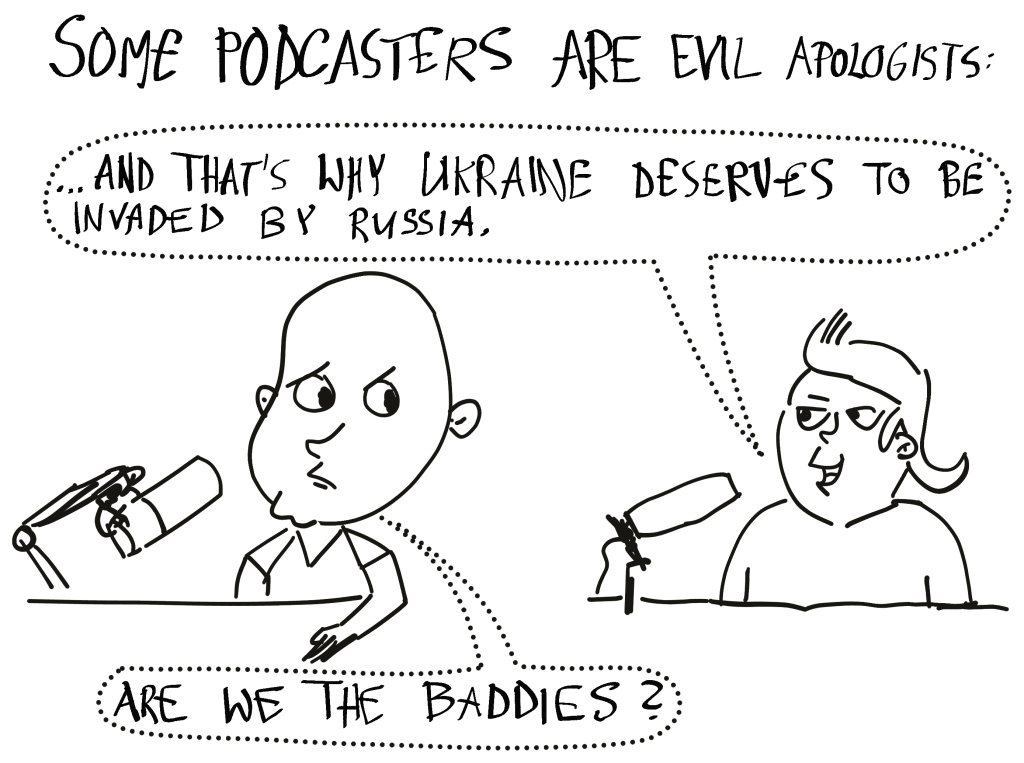 SOME PODCASTERS ARE EVIL APOLOGISTS:
...AND THAT'S WHY UKRAINE DESERVES TO BE
INVADED BY RUSSIA.
ARE WE THE BADDIES?